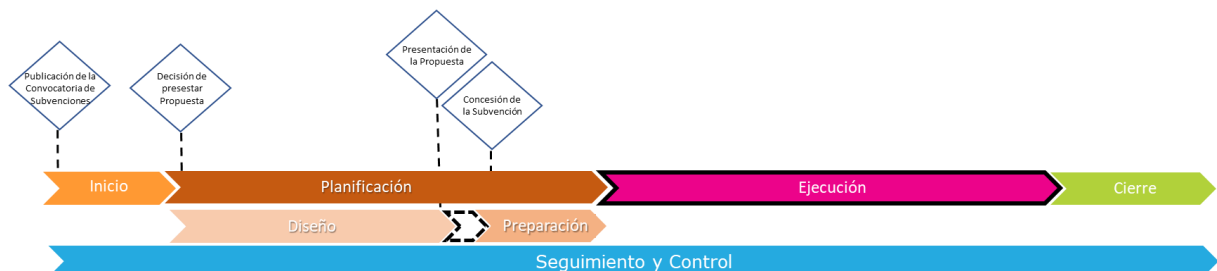 Publicación de la
Convocatoria de
Subvenciones
Decisión de
presestar
Propuesta
Presentación de
la Propuesta
Concesión de
la Subvención
Inicio
Planificación
Ejecución
Cierre
Diseño
Preparación
Seguimiento y Control